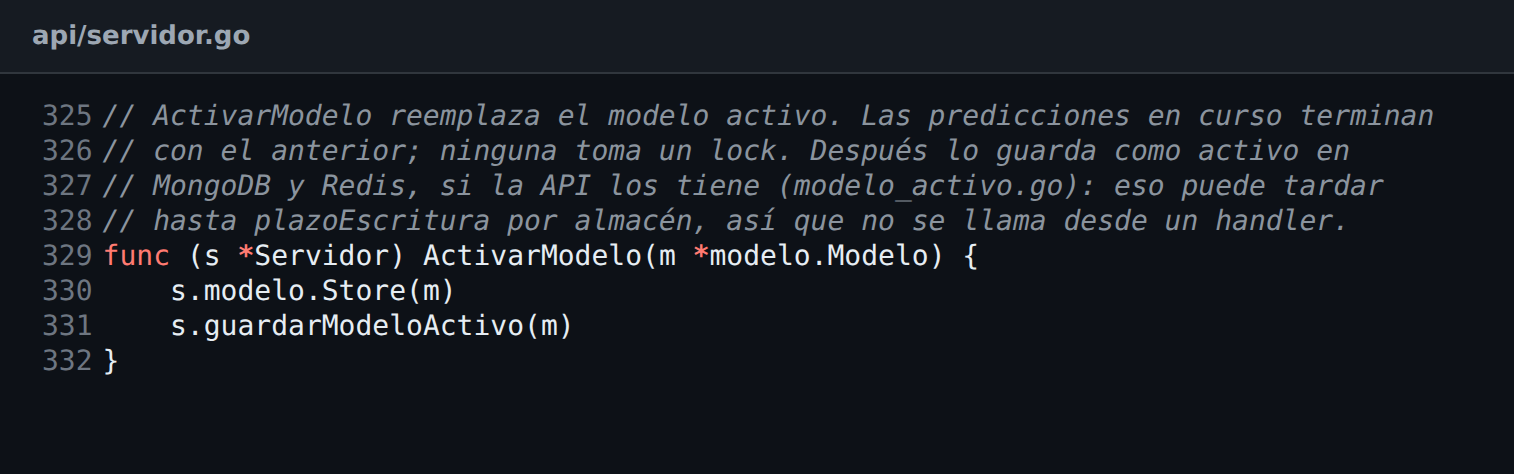 api/servidor.go
325 // ActivarModelo reemplaza el modelo activo. Las predicciones en curso terminan
326 // con el anterior; ninguna toma un lock. Después lo guarda como activo en
327 // MongoDB y Redis, si la API los tiene (modelo_activo.go): eso puede tardar
328 // hasta plazoEscritura por almacén, así que no se llama desde un handler.
329 func (s *Servidor) ActivarModelo(m *modelo.Modelo) {
330     s.modelo.Store(m)
331     s.guardarModeloActivo(m)
332 }